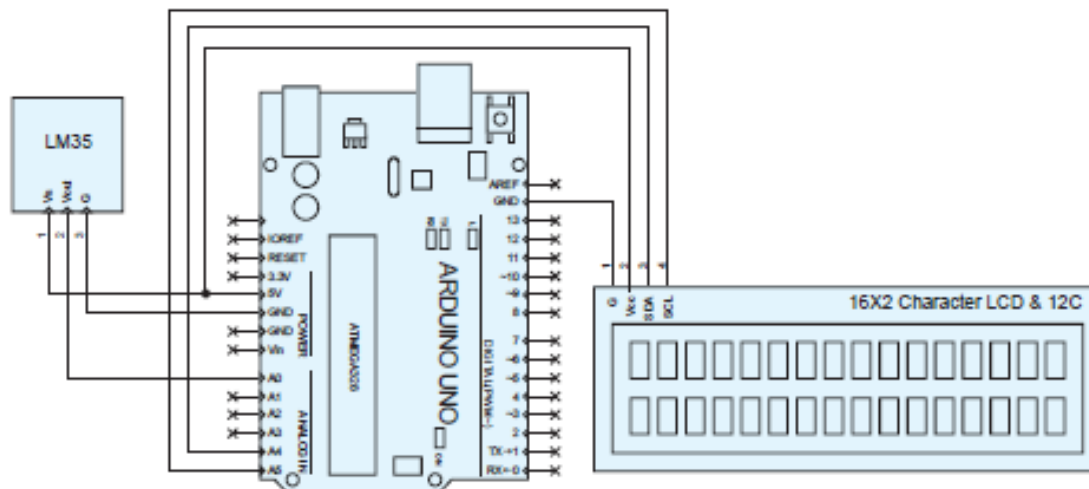 LM35
Vs
Vout
G
1
2
3
IOREF
RESET
3.3V
5V
GND
GND
Vin
A0
A1
A2
A3
A4
A5
POWER
ANALOG IN
ATMEGA328
ARDUINO UNO
RX
TX
L
ON
DIGITAL (PWM~)
AREF
GND
13
12
11
~10
~9
8
7
~6
~5
4
~3
2
TX→1
RX←0
1
2
3
4
G
Vcc
SDA
SCL
16X2 Character LCD & 12C